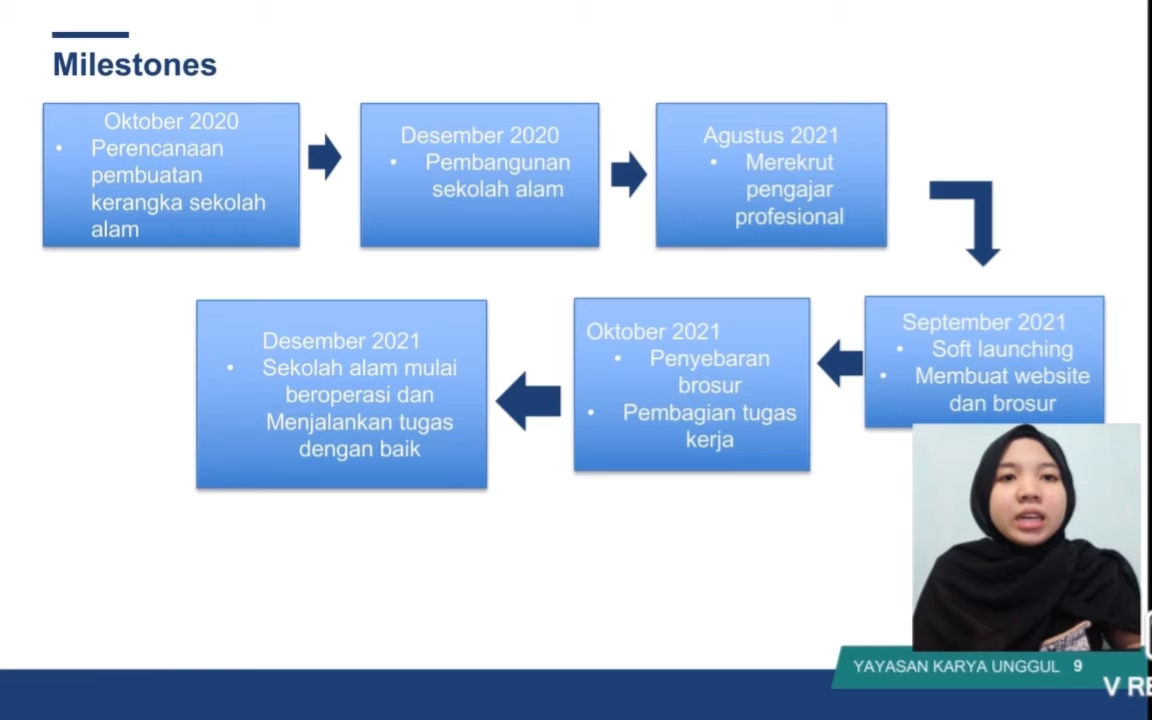 Milestones
Oktober 2020
• Perencanaan
pembuatan
kerangka sekolah
alam
Desember 2020
• Pembangunan
sekolah alam
Agustus 2021
• Merekrut
pengajar
profesional
September 2021
• Soft launching
• Membuat website
dan brosur
Oktober 2021
• Penyebaran
brosur
• Pembagian tugas
kerja
Desember 2021
• Sekolah alam mulai
beroperasi dan
Menjalankan tugas
dengan baik
YAYASAN KARYA UNGGUL 9